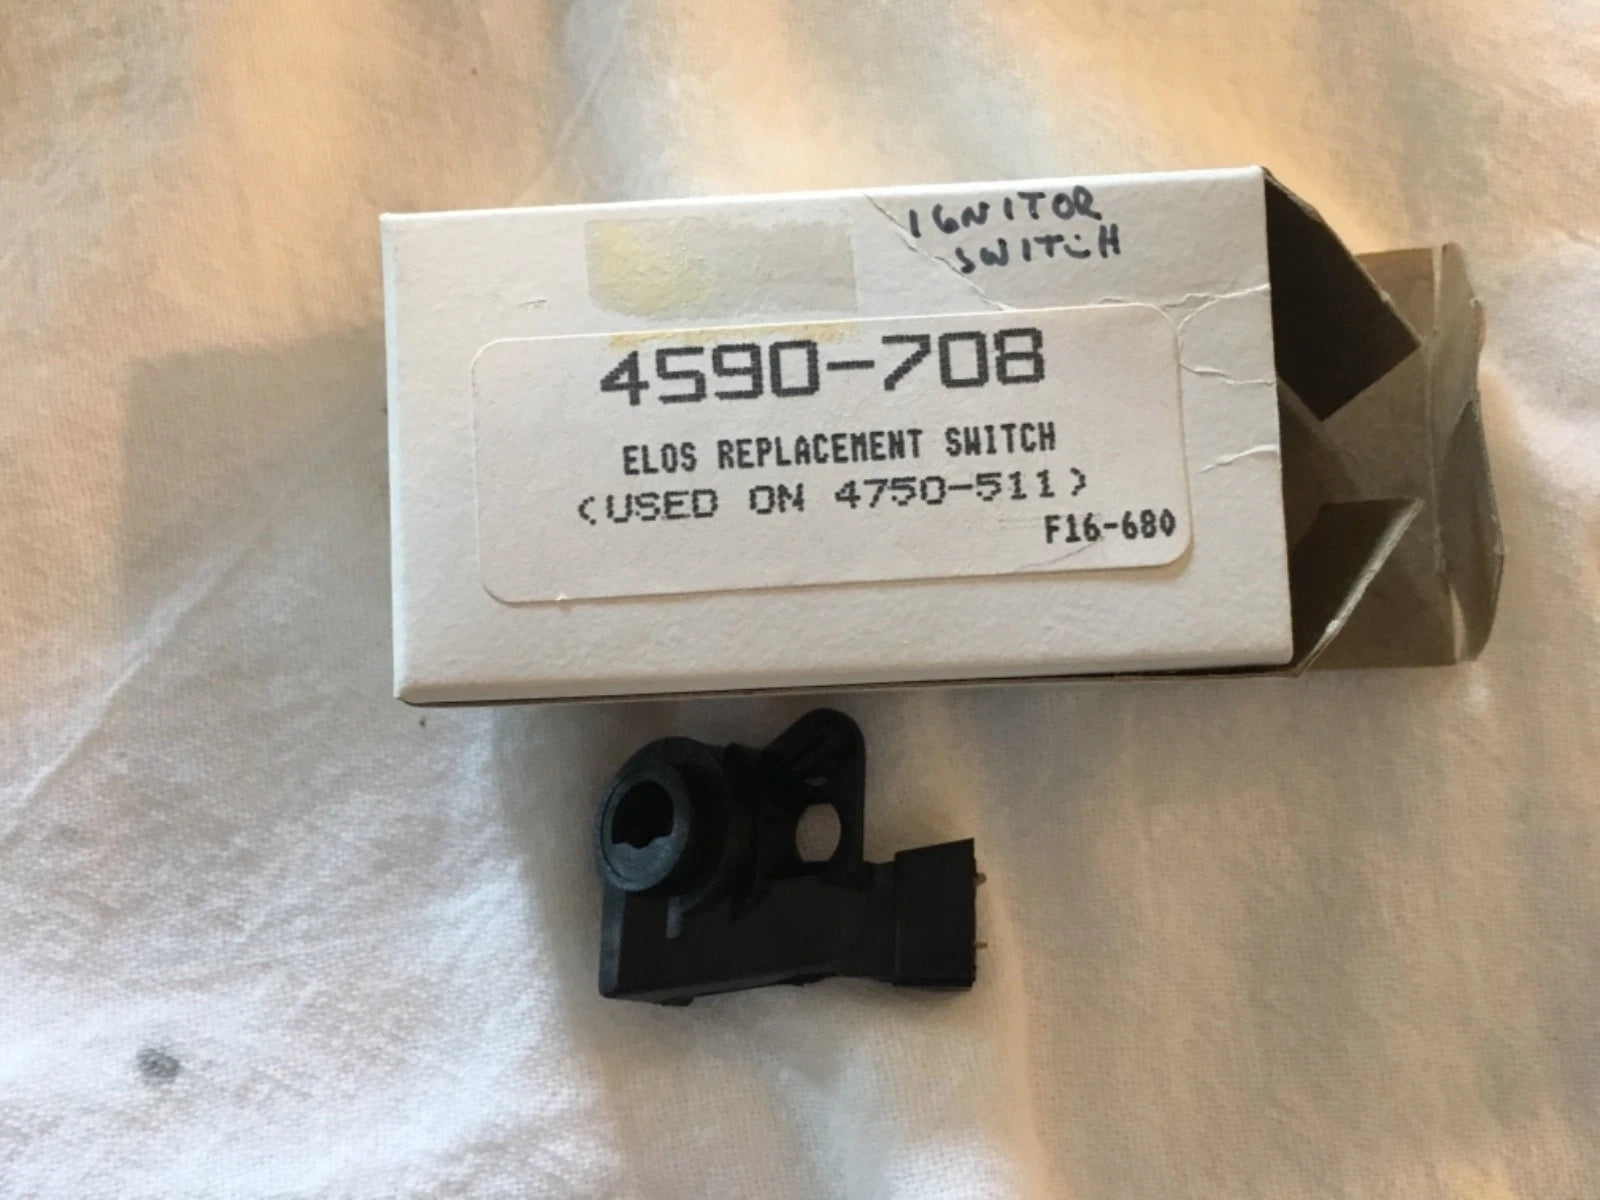 IGNITOR
SWITCH
4590-708
ELOS REPLACEMENT SWITCH
(USED ON 4750-511)
F16-680